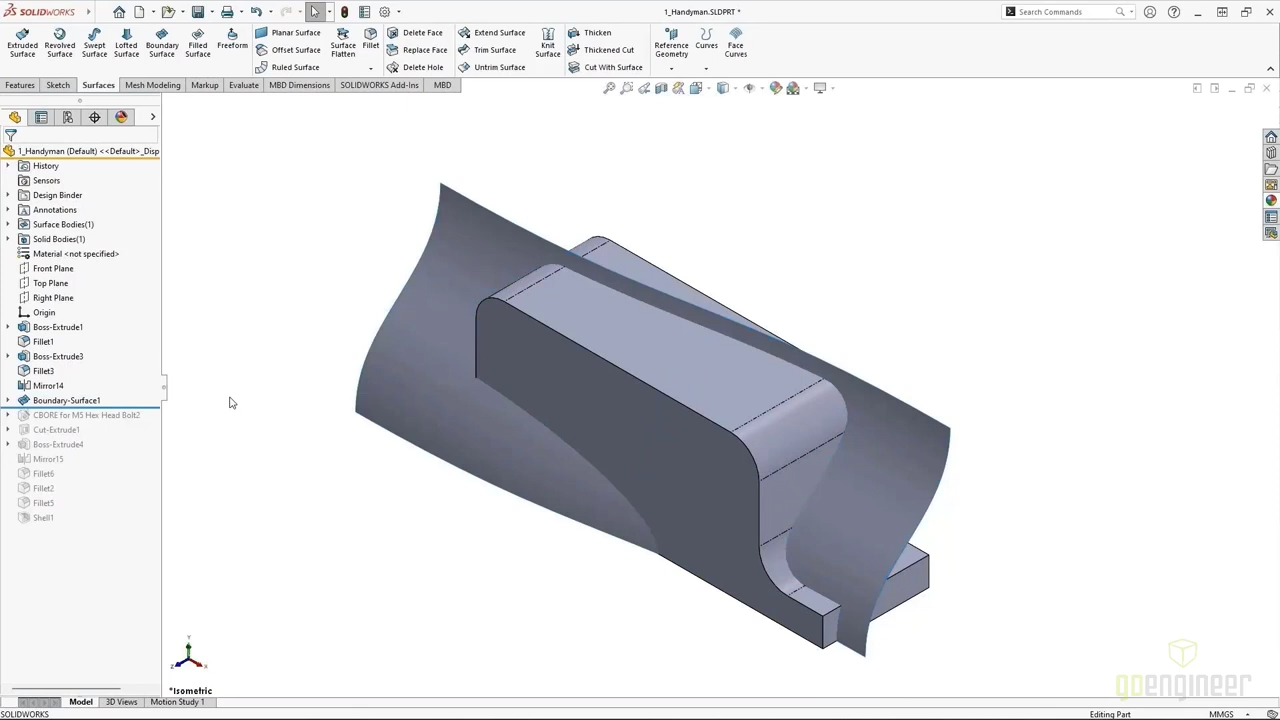 SOLIDWORKS
1_Handyman.SLDPRT *
Search Commands
Extruded Surface
Revolved Surface
Swept Surface
Lofted Surface
Boundary Surface
Filled Surface
Freeform
Planar Surface
Offset Surface
Ruled Surface
Surface Flatten
Fillet
Delete Face
Replace Face
Delete Hole
Extend Surface
Trim Surface
Untrim Surface
Knit Surface
Thicken
Thickened Cut
Cut With Surface
Reference Geometry
Curves
Face Curves
Features
Sketch
Surfaces
Mesh Modeling
Markup
Evaluate
MBD Dimensions
SOLIDWORKS Add-Ins
MBD
1_Handyman (Default) <<Default>_Disp
History
Sensors
Design Binder
Annotations
Surface Bodies(1)
Solid Bodies(1)
Material <not specified>
Front Plane
Top Plane
Right Plane
Origin
Boss-Extrude1
Fillet1
Boss-Extrude3
Fillet3
Mirror14
Boundary-Surface1
CBORE for M5 Hex Head Bolt2
Cut-Extrude1
Boss-Extrude4
Mirror15
Fillet6
Fillet2
Fillet5
Shell1
Y
Z
X
*Isometric
goengineer
Model
3D Views
Motion Study 1
SOLIDWORKS
Editing Part
MMGS